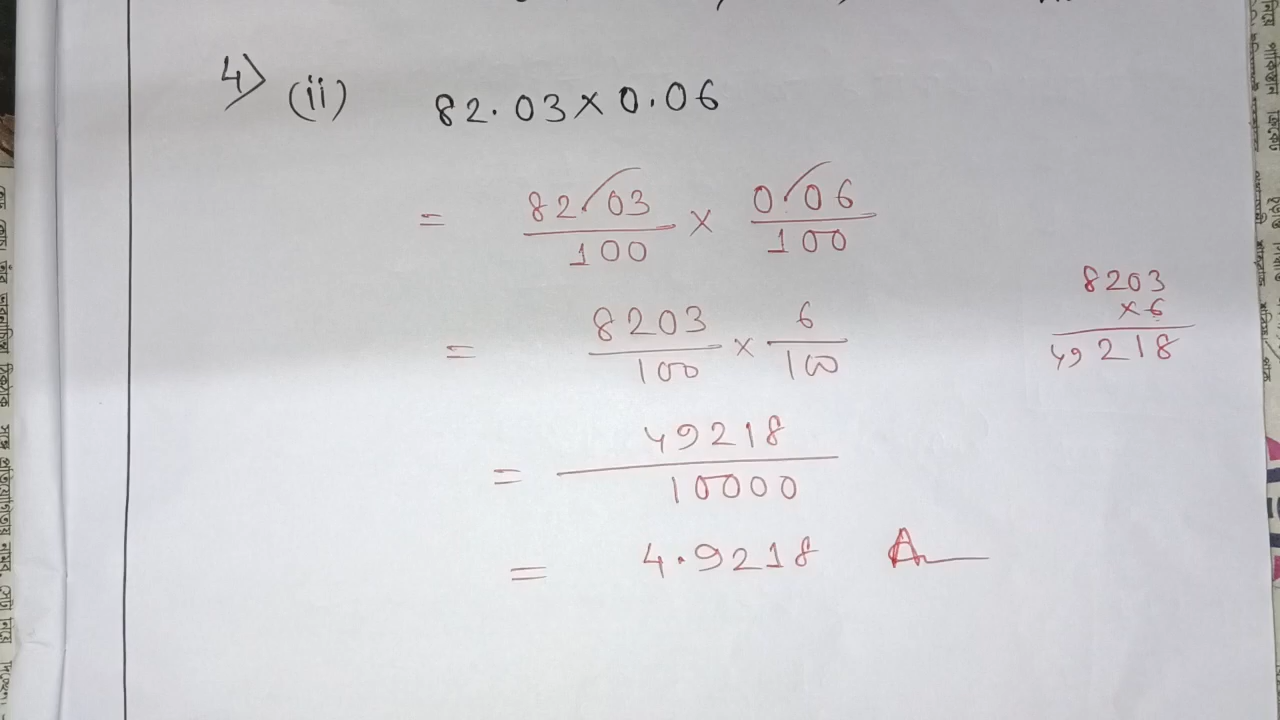 4) (ii) 82.03 × 0.06
= 82.03/100 × 0.06/100
= 8203/100 × 6/100
8203
×6
49218
= 49218/10000
= 4.9218 A